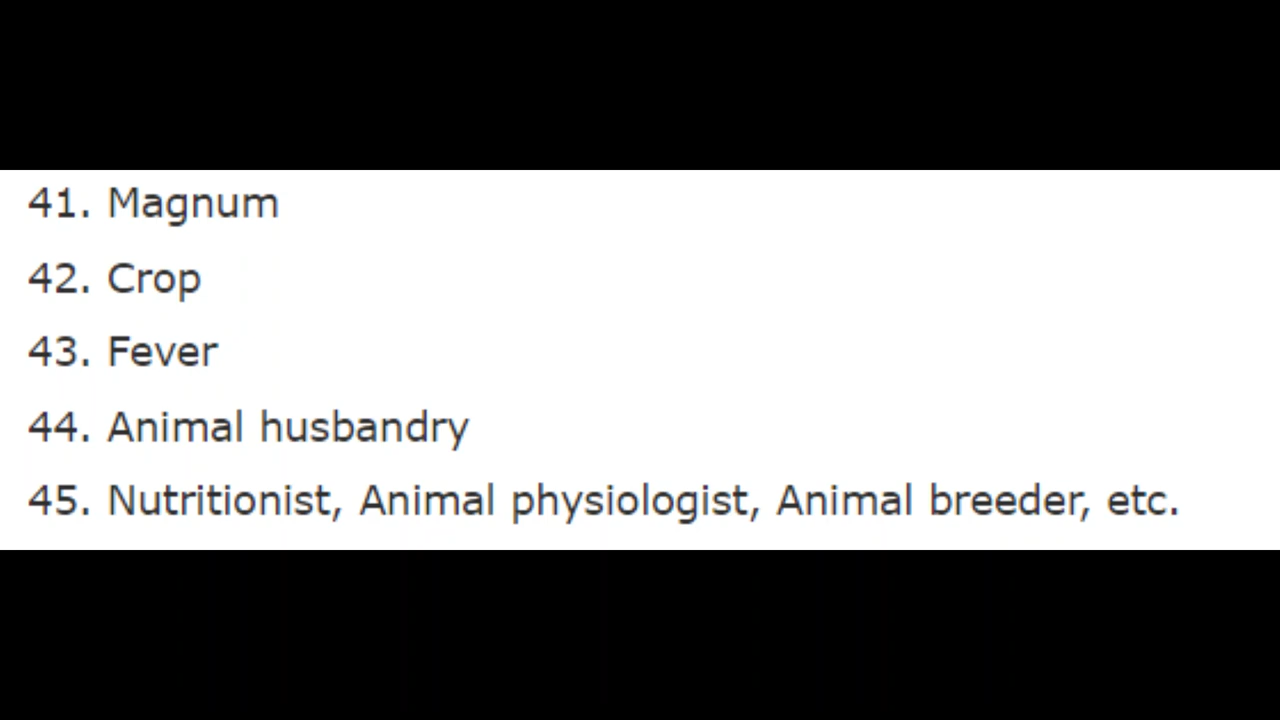 41. Magnum
42. Crop
43. Fever
44. Animal husbandry
45. Nutritionist, Animal physiologist, Animal breeder, etc.